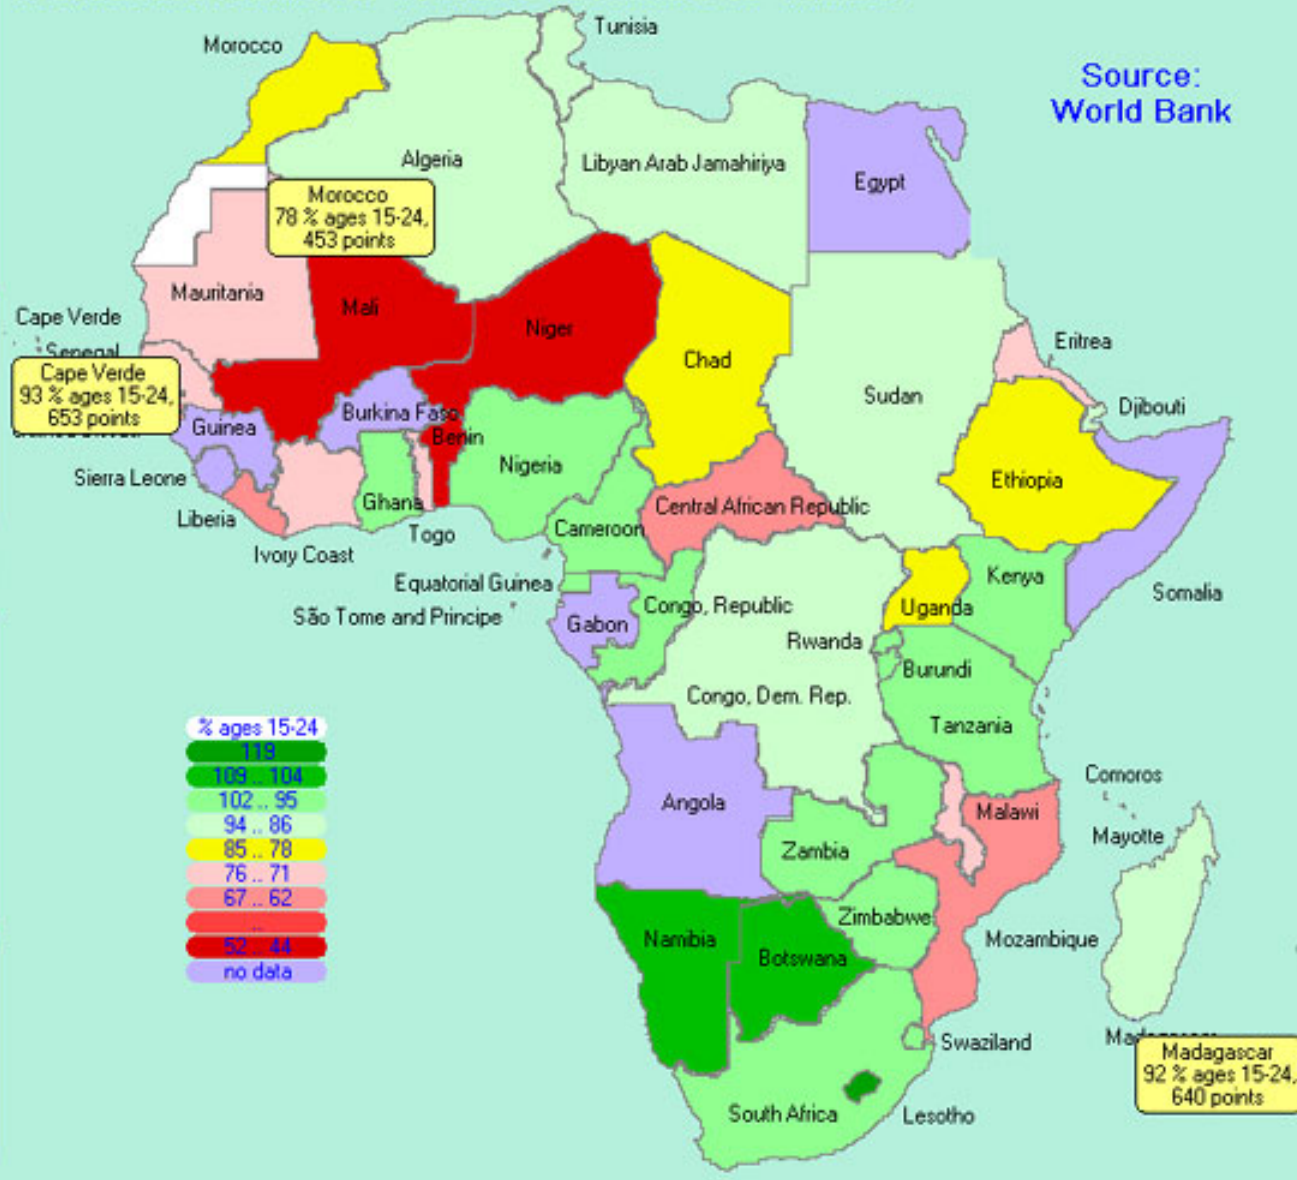 Tunisia
Morocco
Source:
World Bank
Algeria
Libyan Arab Jamahiriya
Egypt
Morocco
78 % ages 15-24,
453 points
Mauritania
Mali
Niger
Cape Verde
Senegal
Chad
Eritrea
Cape Verde
93 % ages 15-24,
653 points
Sudan
Djibouti
Burkina Faso
Guinea
Benin
Nigeria
Sierra Leone
Ethiopia
Ghana
Central African Republic
Liberia
Togo
Cameroon
Ivory Coast
Equatorial Guinea
Kenya
Somalia
São Tome and Principe
Congo, Republic
Uganda
Gabon
Rwanda
Burundi
Congo, Dem. Rep.
Tanzania
% ages 15-24
119
109 .. 104
102 .. 95
94 .. 86
85 .. 78
76 .. 71
67 .. 62
..
52 .. 44
no data
Comoros
Angola
Malawi
Mayotte
Zambia
Zimbabwe
Namibia
Mozambique
Botswana
Swaziland
Madagascar
92 % ages 15-24,
640 points
South Africa
Lesotho